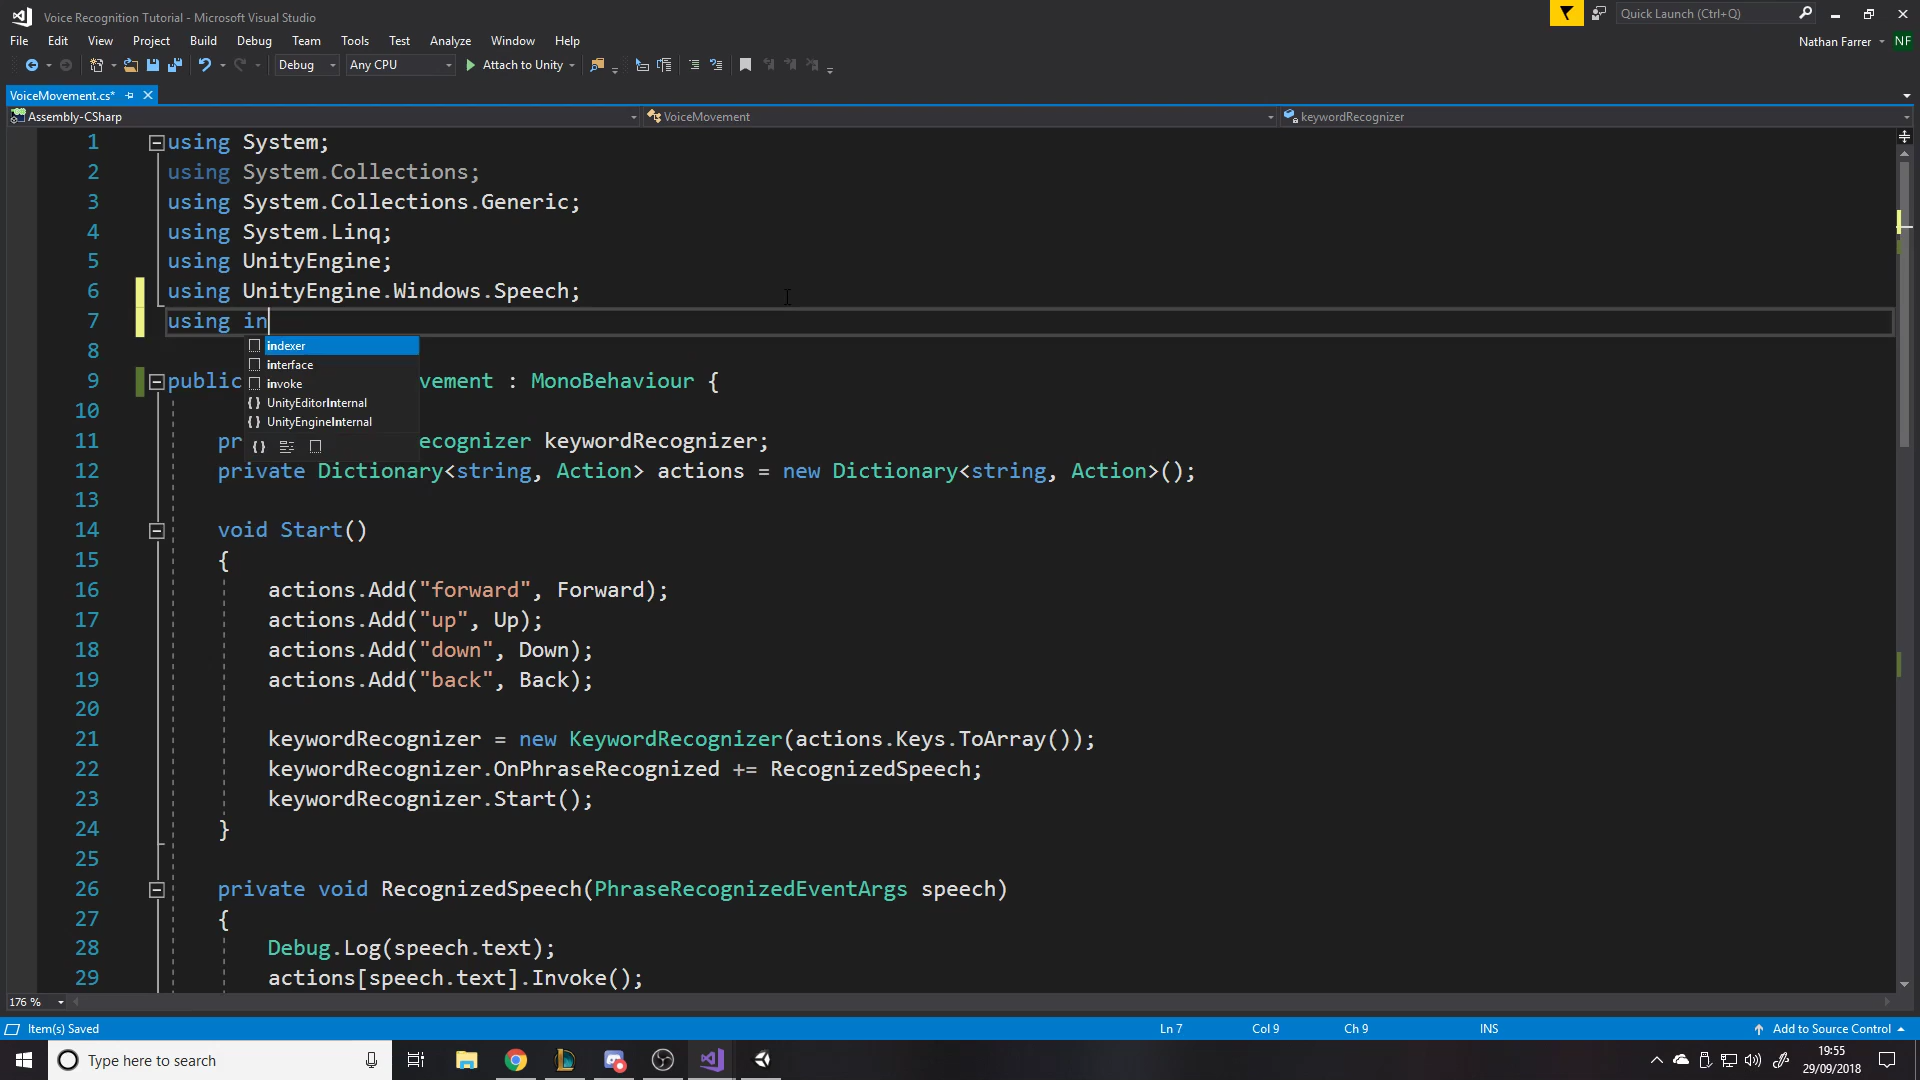 Voice Recognition Tutorial - Microsoft Visual Studio
Quick Launch (Ctrl+Q)
File Edit View Project Build Debug Team Tools Test Analyze Window Help
Nathan Farrer NF
Debug Any CPU Attach to Unity
VoiceMovement.cs*
Assembly-CSharp VoiceMovement keywordRecognizer
1 using System;
2 using System.Collections;
3 using System.Collections.Generic;
4 using System.Linq;
5 using UnityEngine;
6 using UnityEngine.Windows.Speech;
7 using in
indexer
8
interface
9 public vement : MonoBehaviour {
invoke
UnityEditorInternal
10
UnityEngineInternal
11 pr ecognizer keywordRecognizer;
12 private Dictionary<string, Action> actions = new Dictionary<string, Action>();
13
14 void Start()
15 {
16 actions.Add("forward", Forward);
17 actions.Add("up", Up);
18 actions.Add("down", Down);
19 actions.Add("back", Back);
20
21 keywordRecognizer = new KeywordRecognizer(actions.Keys.ToArray());
22 keywordRecognizer.OnPhraseRecognized += RecognizedSpeech;
23 keywordRecognizer.Start();
24 }
25
26 private void RecognizedSpeech(PhraseRecognizedEventArgs speech)
27 {
28 Debug.Log(speech.text);
29 actions[speech.text].Invoke();
176 %
Item(s) Saved Ln 7 Col 9 Ch 9 INS Add to Source Control
Type here to search
19:55
29/09/2018